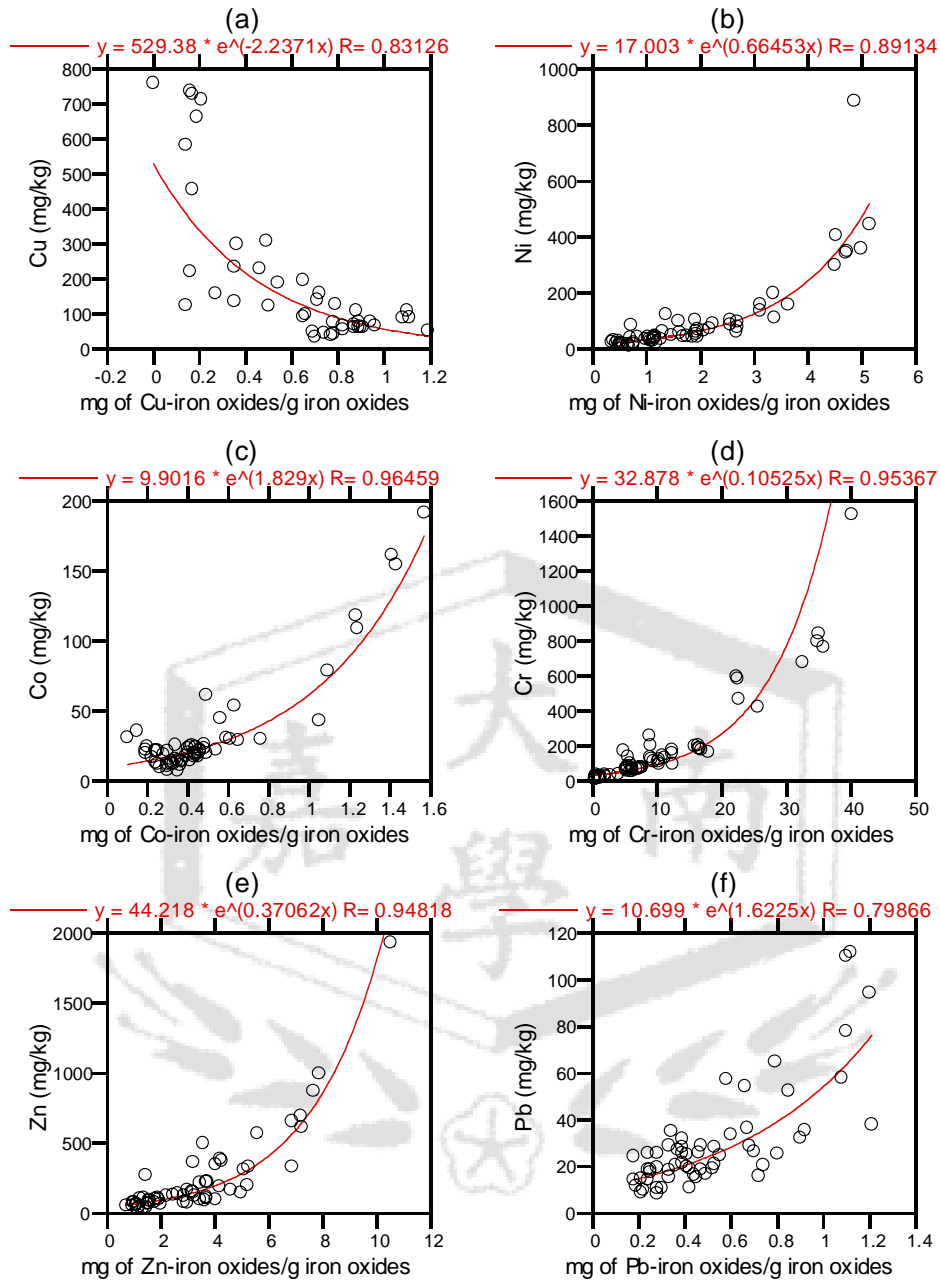 (a)
y = 529.38 * e^(-2.2371x) R= 0.83126
800
700
600
500
400
300
200
100
0
Cu (mg/kg)
-0.2 0 0.2 0.4 0.6 0.8 1 1.2
mg of Cu-iron oxides/g iron oxides
(b)
y = 17.003 * e^(0.66453x) R= 0.89134
1000
800
600
400
200
0
Ni (mg/kg)
0 1 2 3 4 5 6
mg of Ni-iron oxides/g iron oxides
(c)
y = 9.9016 * e^(1.829x) R= 0.96459
200
150
100
50
0
Co (mg/kg)
0 0.2 0.4 0.6 0.8 1 1.2 1.4 1.6
mg of Co-iron oxides/g iron oxides
(d)
y = 32.878 * e^(0.10525x) R= 0.95367
1600
1400
1200
1000
800
600
400
200
0
Cr (mg/kg)
0 10 20 30 40 50
mg of Cr-iron oxides/g iron oxides
(e)
y = 44.218 * e^(0.37062x) R= 0.94818
2000
1500
1000
500
0
Zn (mg/kg)
0 2 4 6 8 10 12
mg of Zn-iron oxides/g iron oxides
(f)
y = 10.699 * e^(1.6225x) R= 0.79866
120
100
80
60
40
20
0
Pb (mg/kg)
0 0.2 0.4 0.6 0.8 1 1.2 1.4
mg of Pb-iron oxides/g iron oxides
嘉
南
大
學